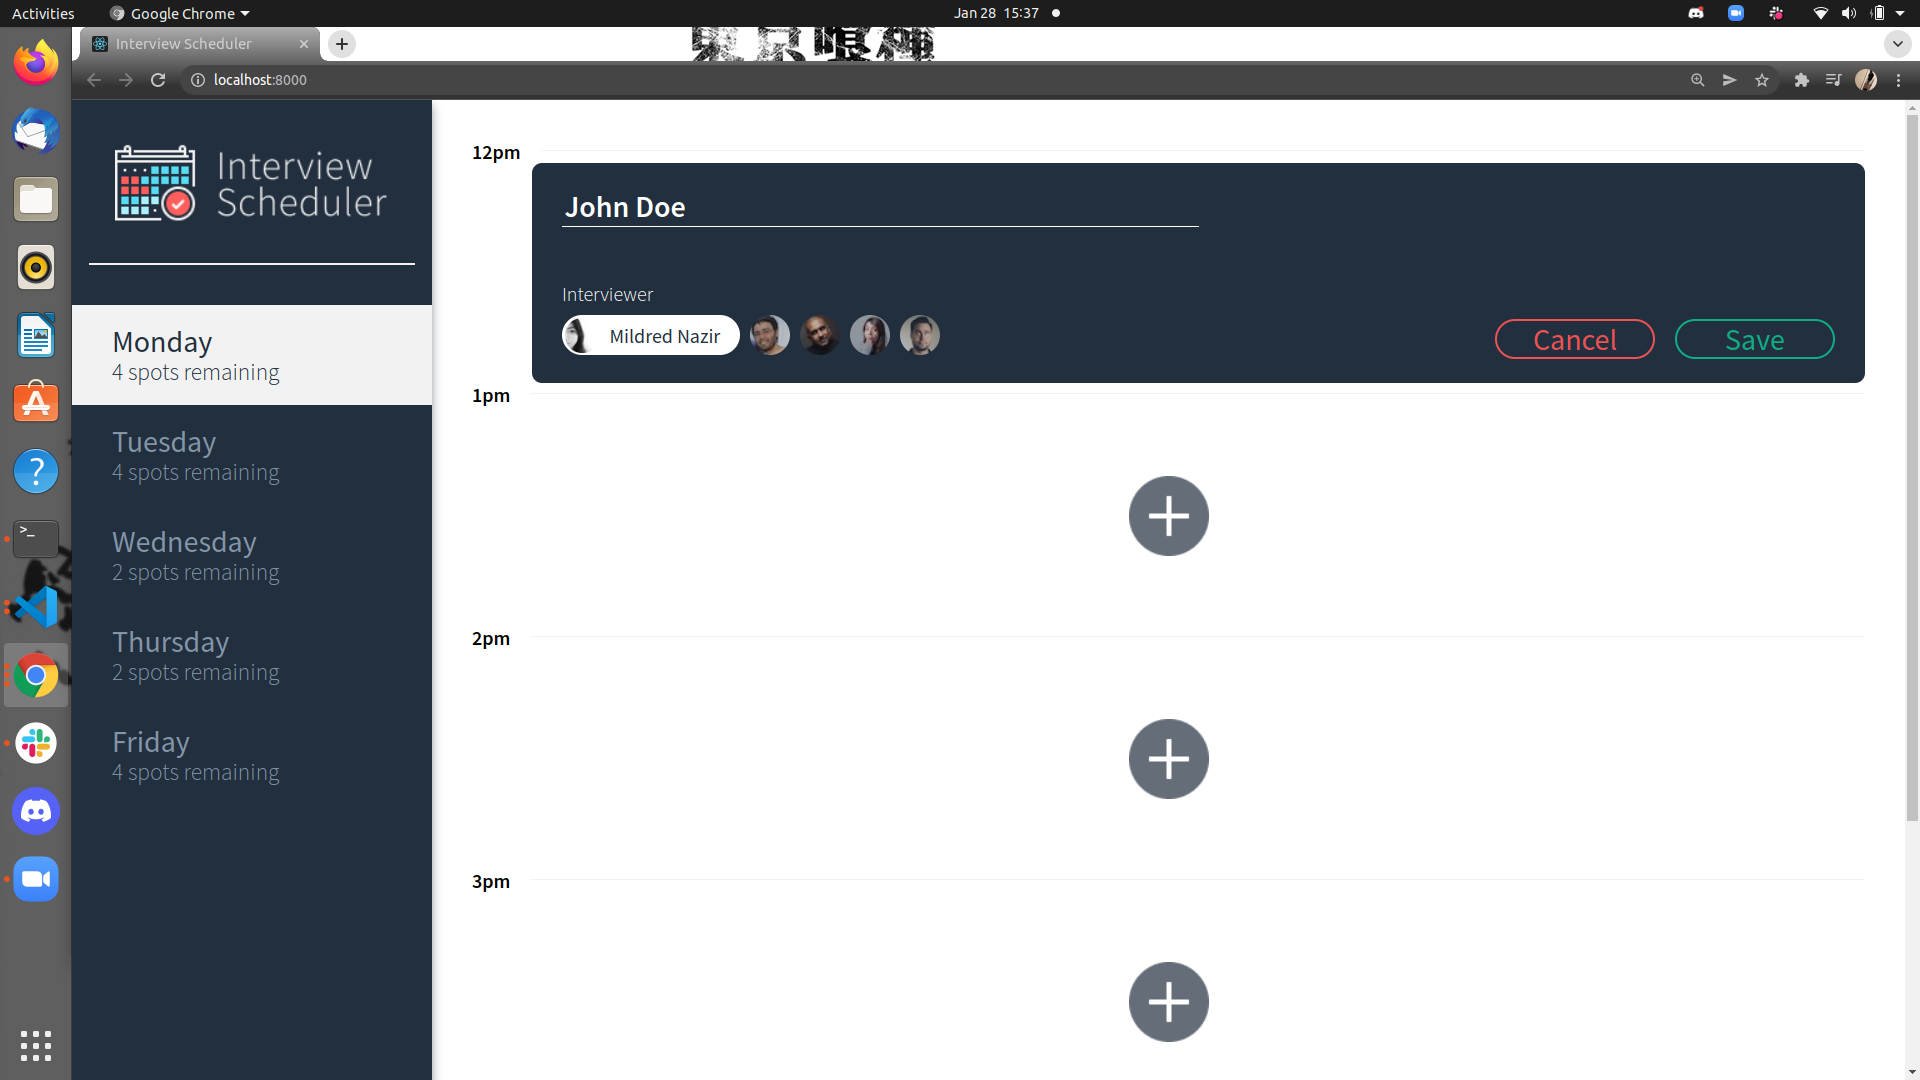 Activities
Google Chrome
Jan 28 15:37
Interview Scheduler
localhost:8000
Interview
Scheduler
Monday
4 spots remaining
Tuesday
4 spots remaining
Wednesday
2 spots remaining
Thursday
2 spots remaining
Friday
4 spots remaining
12pm
John Doe
Interviewer
Mildred Nazir
Cancel
Save
1pm
2pm
3pm